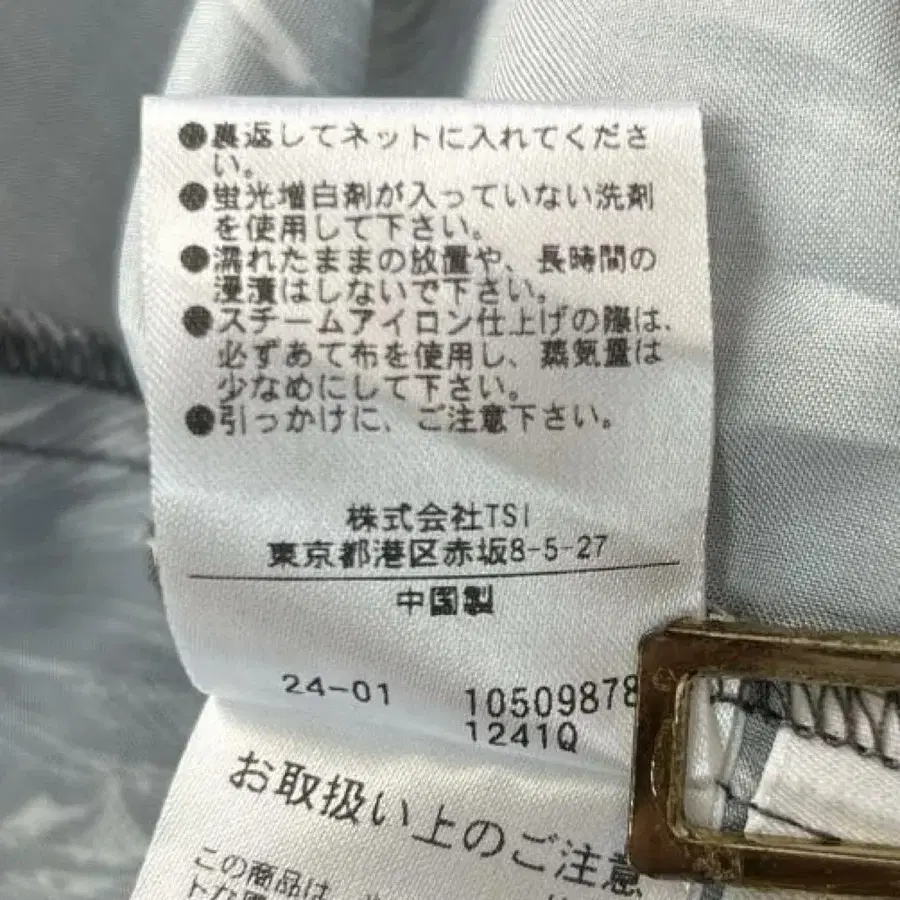 ●裏返してネットに入れてくださ
い。
●蛍光増白剤が入っていない洗剤
を使用して下さい。
●濡れたままの放置や、長時間の
浸漬はしないで下さい。
●スチームアイロン仕上げの際は、
必ずあて布を使用し、蒸気量は
少なめにして下さい。
●引っかけに、ご注意下さい。
株式会社TSI
東京都港区赤坂8-5-27
中国製
24-01 10509878
1241Q
お取扱い上のご注意
この商品は